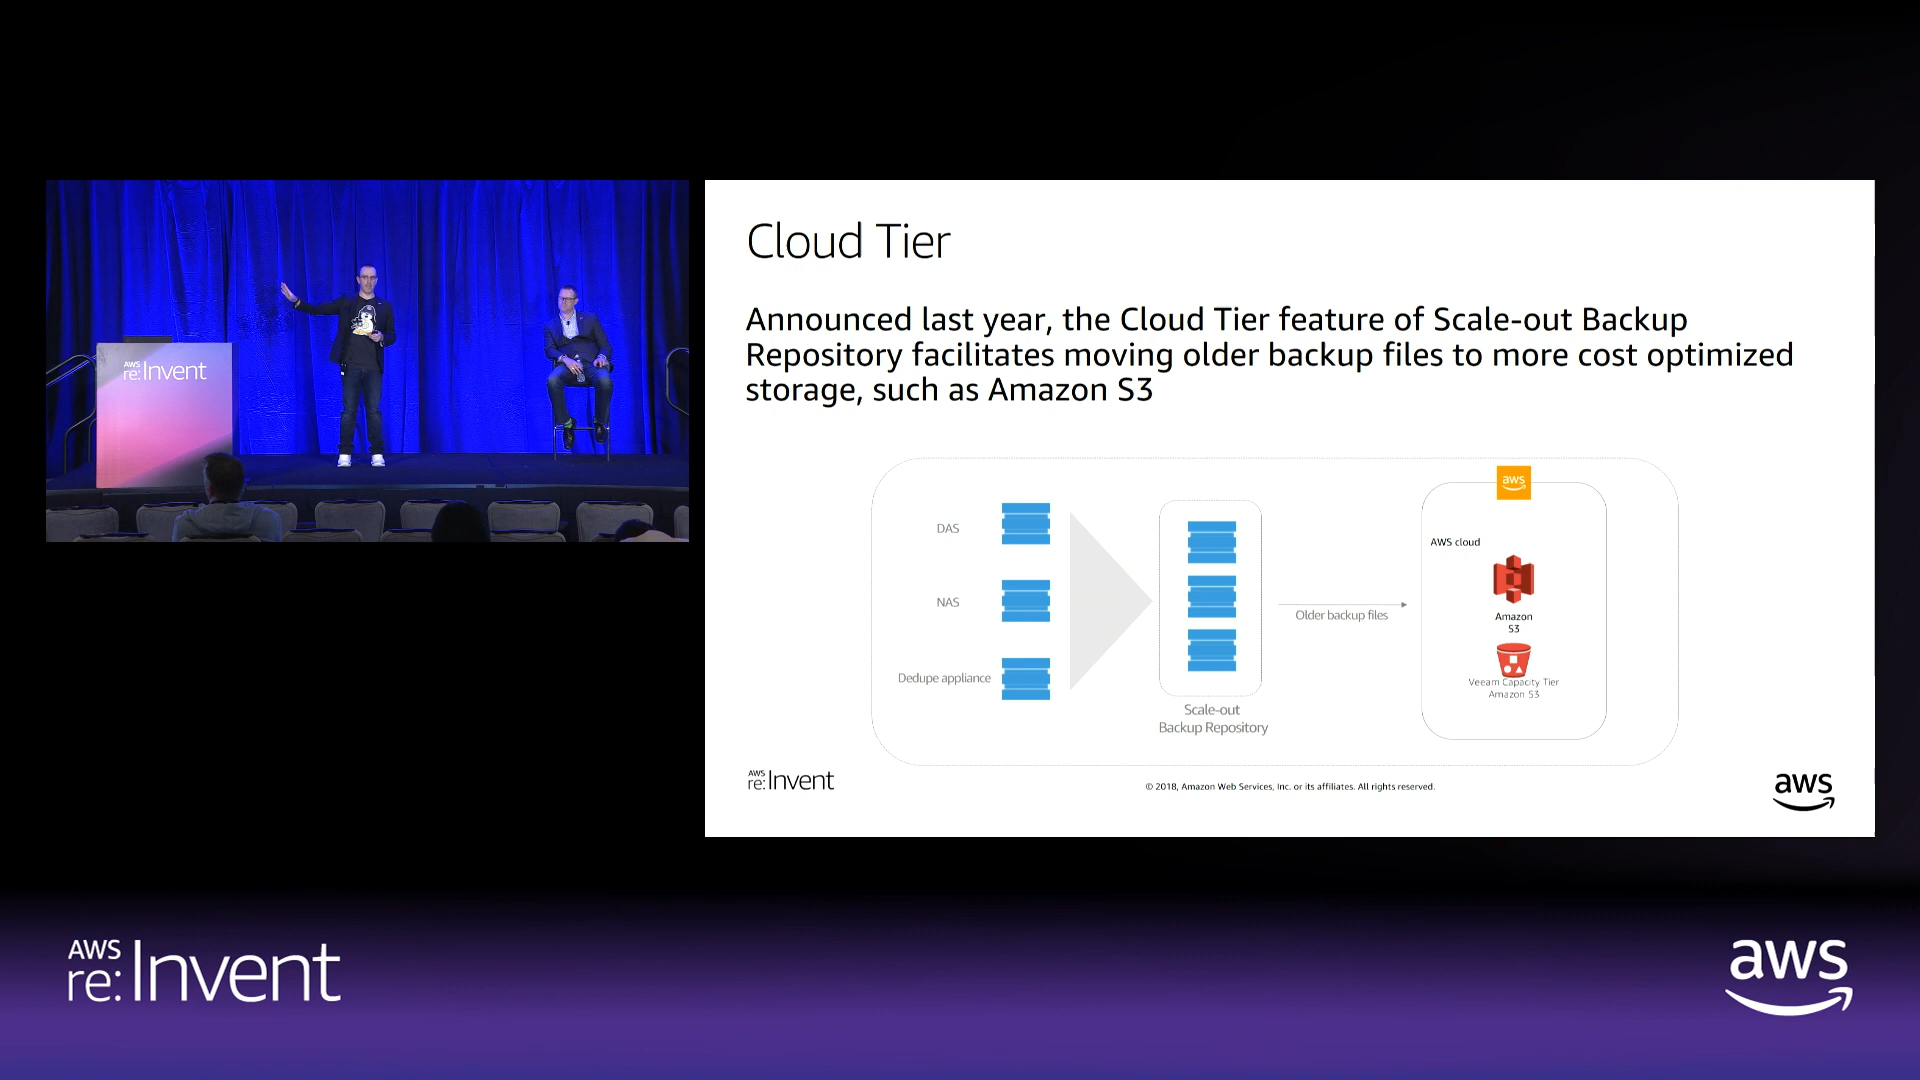 AWS
re:Invent
Cloud Tier
Announced last year, the Cloud Tier feature of Scale-out Backup
Repository facilitates moving older backup files to more cost optimized
storage, such as Amazon S3
DAS
NAS
Dedupe appliance
Scale-out
Backup Repository
Older backup files
aws
AWS cloud
Amazon
S3
Veeam Capacity Tier
Amazon S3
AWS
re:Invent
© 2018, Amazon Web Services, Inc. or its affiliates. All rights reserved.
aws
AWS
re:Invent
aws